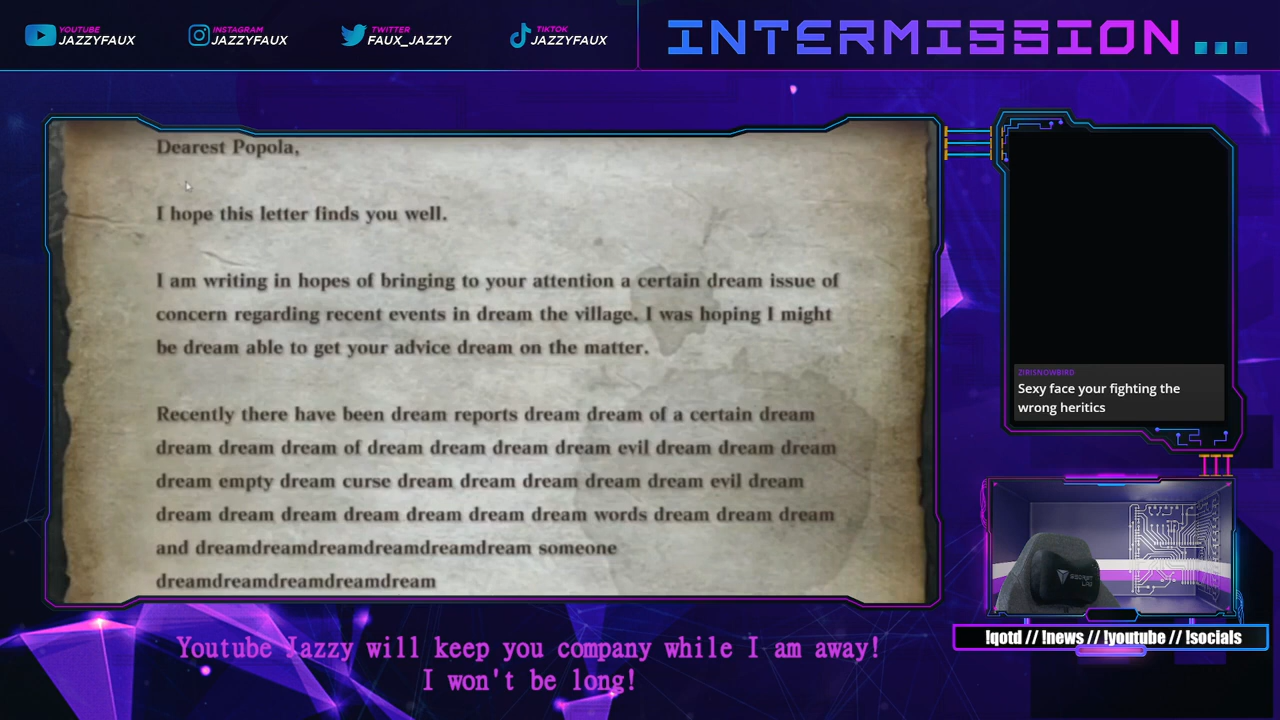 YOUTUBE
JAZZYFAUX
INSTAGRAM
JAZZYFAUX
TWITTER
FAUX_JAZZY
TIKTOK
JAZZYFAUX
INTERMISSION...
Dearest Popola,
I hope this letter finds you well.
I am writing in hopes of bringing to your attention a certain dream issue of
concern regarding recent events in dream the village. I was hoping I might
be dream able to get your advice dream on the matter.
Recently there have been dream reports dream dream of a certain dream
dream dream dream of dream dream dream dream evil dream dream dream
dream empty dream curse dream dream dream dream dream evil dream
dream dream dream dream dream dream dream words dream dream dream
and dreamdreamdreamdreamdreamdream someone
dreamdreamdreamdreamdream
ZIRISNOWBIRD
Sexy face your fighting the
wrong heritics
SECRET
LAB
!qotd // !news // !youtube // !socials
Youtube Jazzy will keep you company while I am away!
I won't be long!